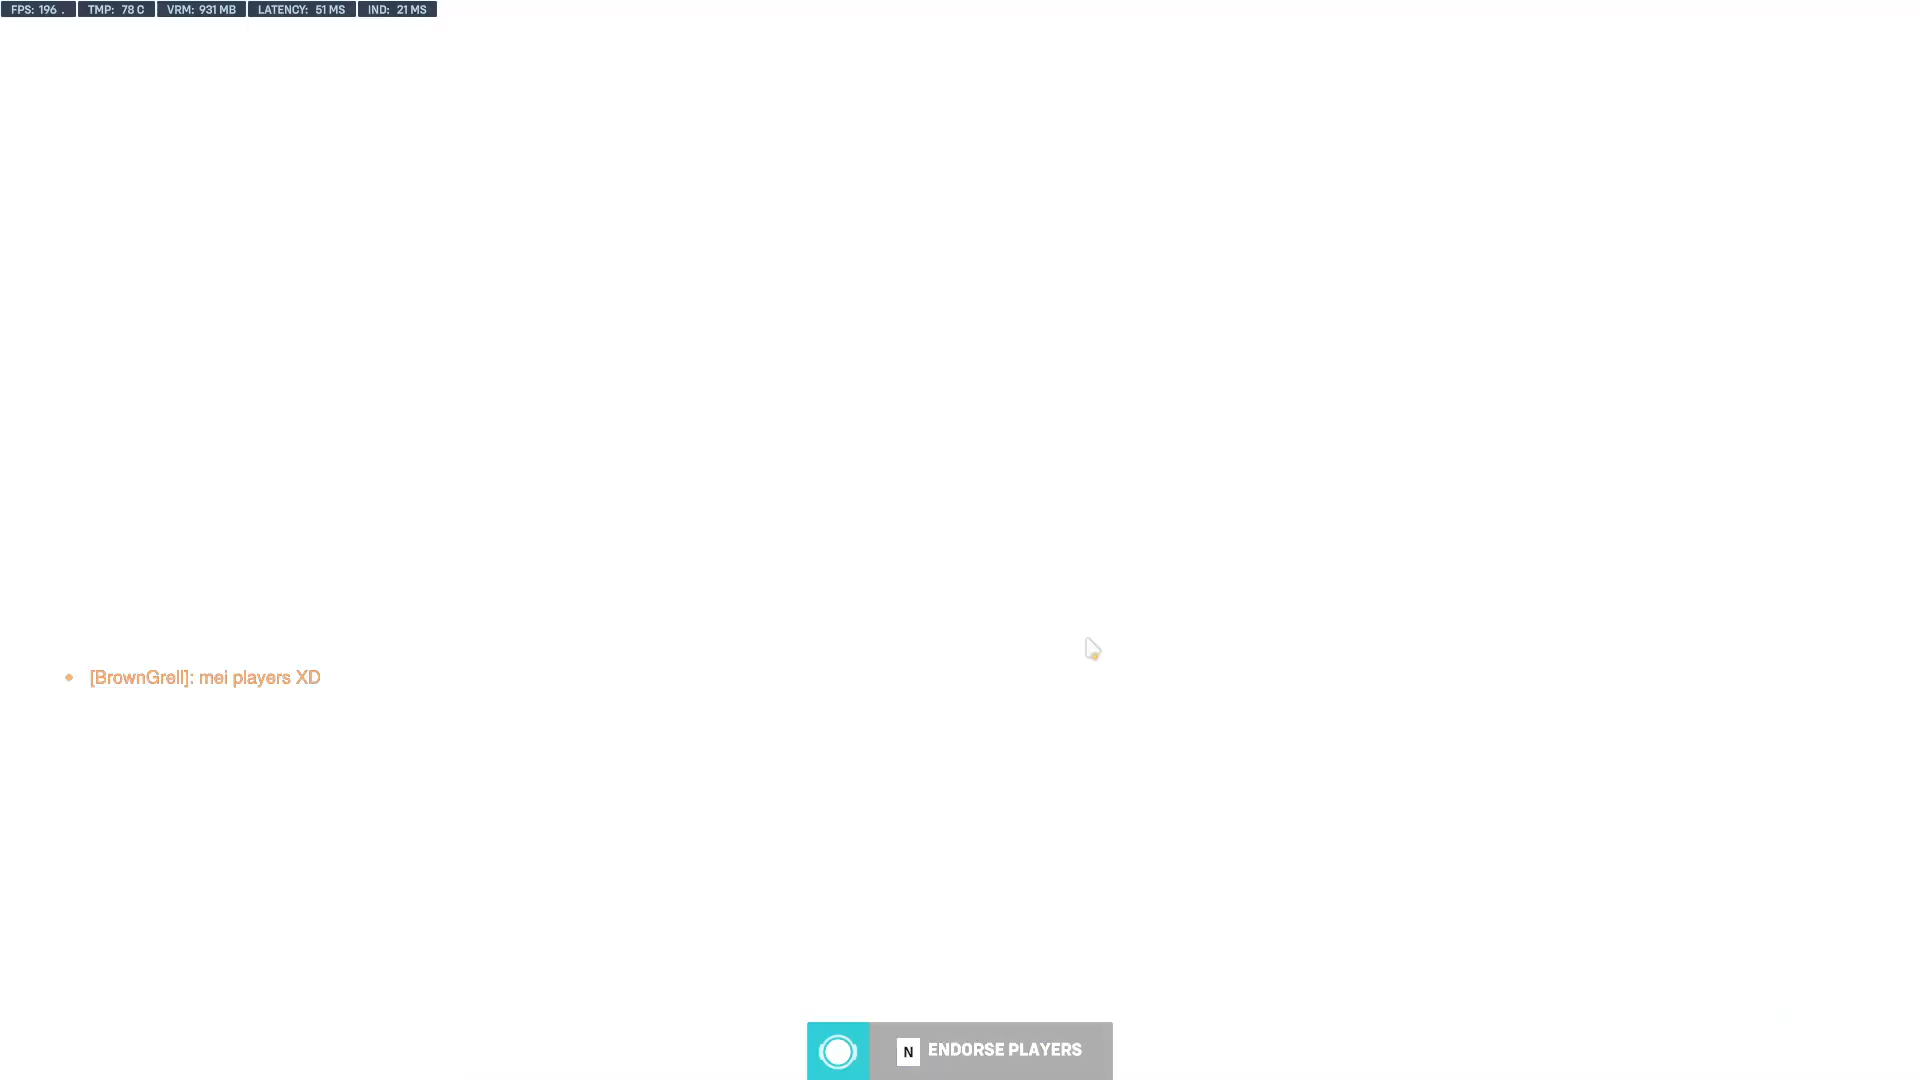 FPS: 196 . TMP: 78 C VRM: 931 MB LATENCY: 51 MS IND: 21 MS
[BrownGrell]: mei players XD
N ENDORSE PLAYERS